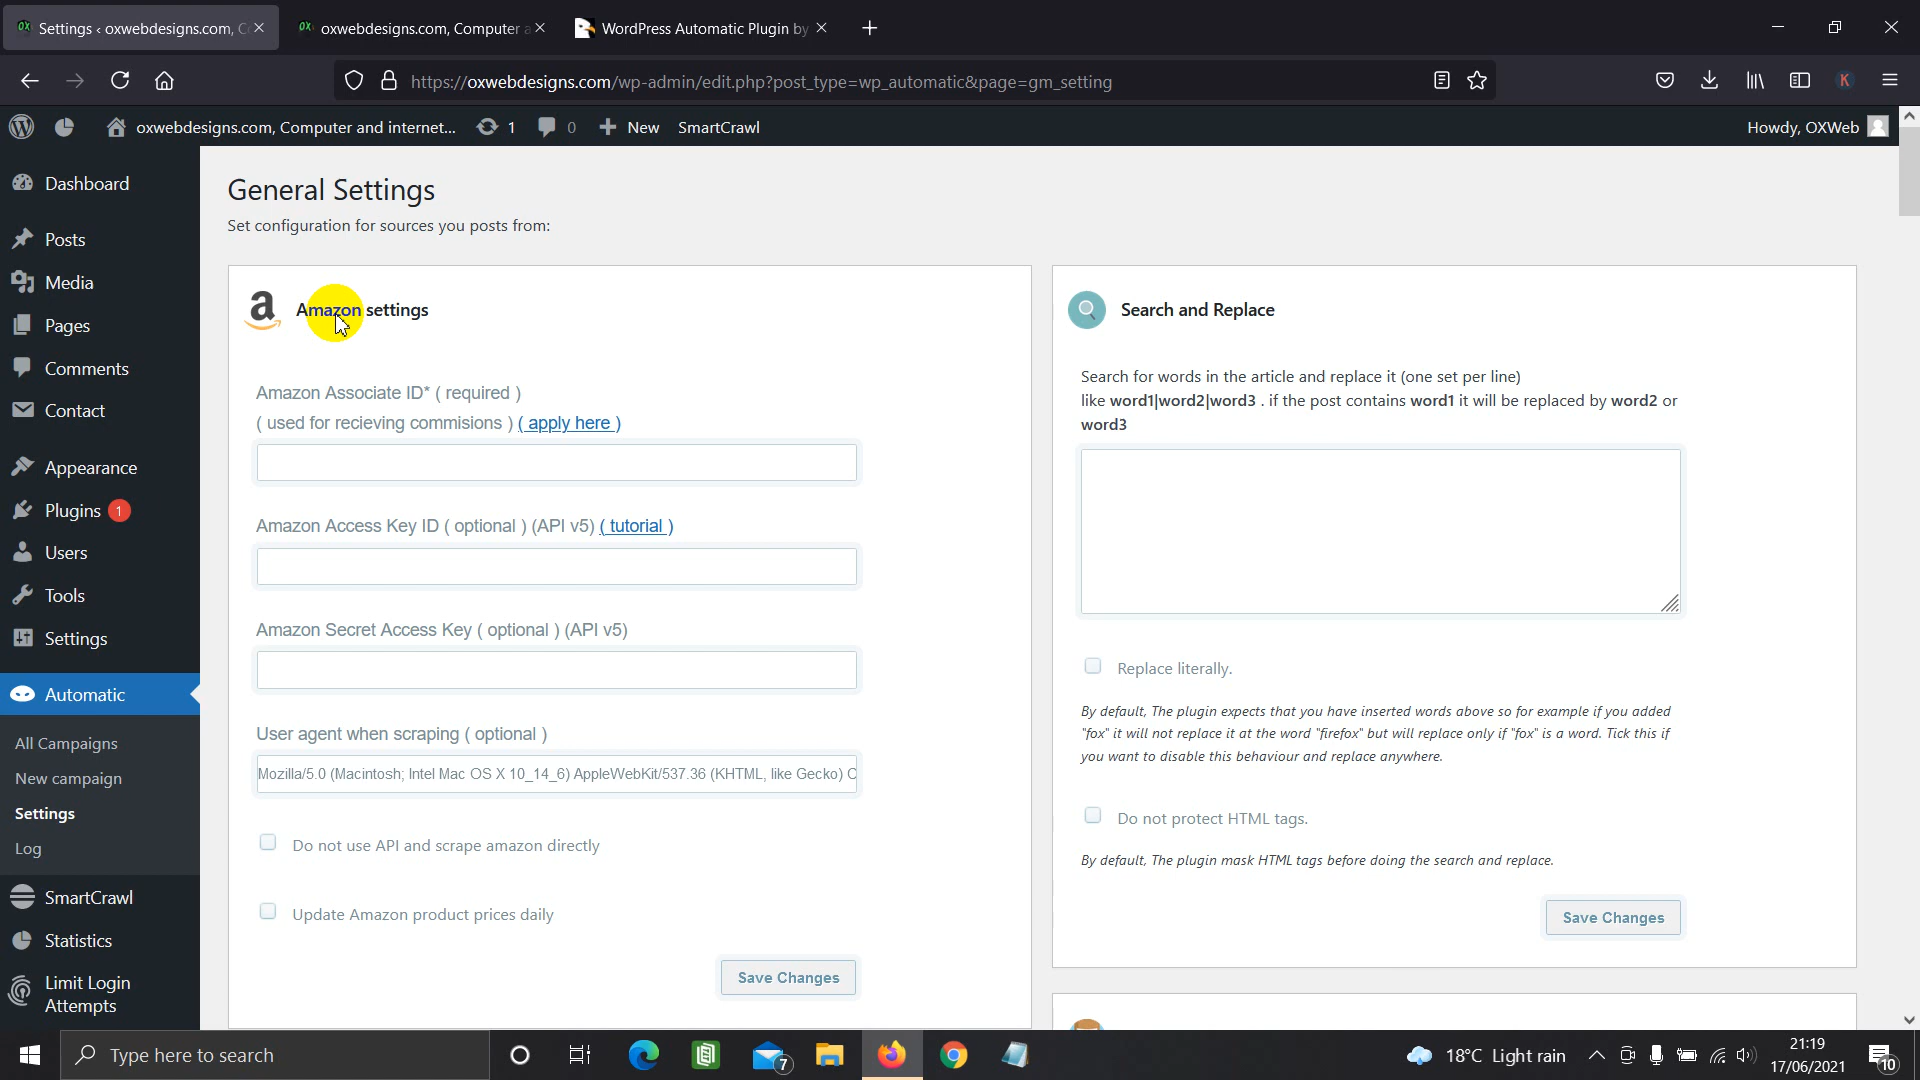 Settings ‹ oxwebdesigns.com, C
oxwebdesigns.com, Computer a
WordPress Automatic Plugin by
https://oxwebdesigns.com/wp-admin/edit.php?post_type=wp_automatic&page=gm_setting
K
oxwebdesigns.com, Computer and internet...
1
0
New
SmartCrawl
Howdy, OXWeb
Dashboard
Posts
Media
Pages
Comments
Contact
Appearance
Plugins 1
Users
Tools
Settings
Automatic
All Campaigns
New campaign
Settings
Log
SmartCrawl
Statistics
Limit Login
Attempts
General Settings
Set configuration for sources you posts from:
Amazon settings
Amazon Associate ID* ( required )
( used for recieving commisions ) ( apply here )
Amazon Access Key ID ( optional ) (API v5) ( tutorial )
Amazon Secret Access Key ( optional ) (API v5)
User agent when scraping ( optional )
Mozilla/5.0 (Macintosh; Intel Mac OS X 10_14_6) AppleWebKit/537.36 (KHTML, like Gecko) C
Do not use API and scrape amazon directly
Update Amazon product prices daily
Save Changes
Search and Replace
Search for words in the article and replace it (one set per line)
like word1|word2|word3 . if the post contains word1 it will be replaced by word2 or
word3
Replace literally.
By default, The plugin expects that you have inserted words above so for example if you added
"fox" it will not replace it at the word "firefox" but will replace only if "fox" is a word. Tick this if
you want to disable this behaviour and replace anywhere.
Do not protect HTML tags.
By default, The plugin mask HTML tags before doing the search and replace.
Save Changes
Type here to search
7
18°C Light rain
21:19
17/06/2021
10